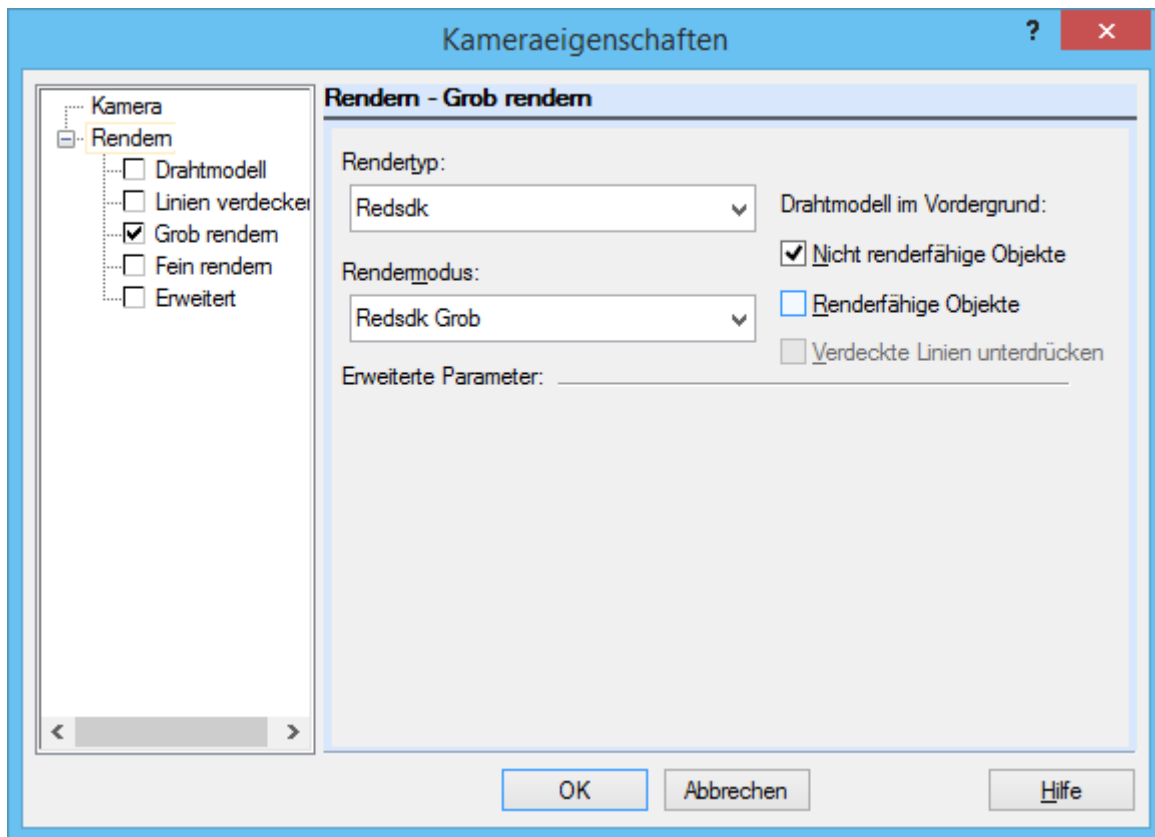 Kameraeigenschaften
?
Kamera
Rendern
Drahtmodell
Linien verdecken
Grob rendern
Fein rendern
Erweitert
Rendern - Grob rendern
Rendertyp:
Redsdk
Rendermodus:
Redsdk Grob
Erweiterte Parameter:
Drahtmodell im Vordergrund:
Nicht renderfähige Objekte
Renderfähige Objekte
Verdeckte Linien unterdrücken
OK
Abbrechen
Hilfe